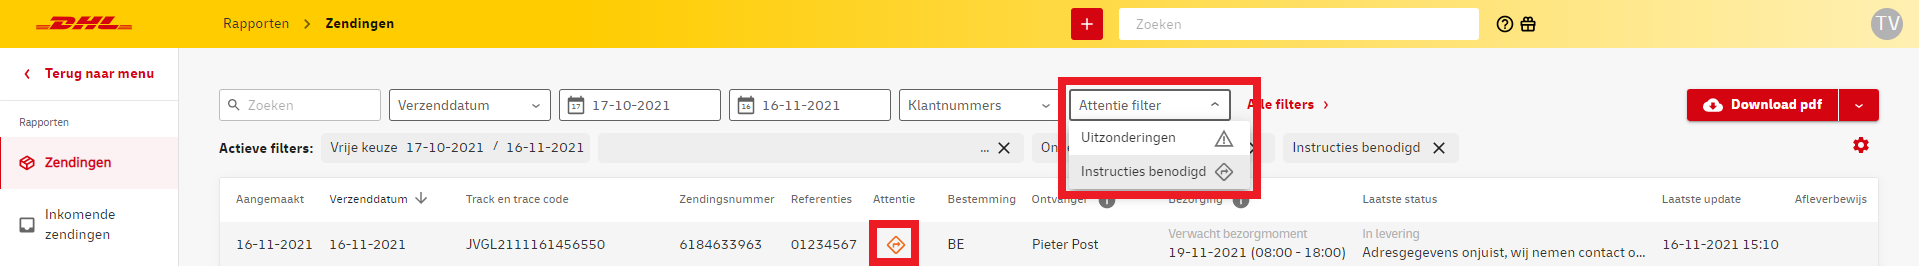 DHL Rapporten > Zendingen + Zoeken TV
Terug naar menu
Zoeken Verzenddatum 17 17-10-2021 16 16-11-2021 Klantnummers Attentie filter filters > Download pdf
Rapporten
Uitzonderingen
Actieve filters: Vrije keuze 17-10-2021 / 16-11-2021 ... Instructies benodigd
Zendingen
Instructies benodigd
Aangemaakt Verzenddatum Track en trace code Zendingsnummer Referenties Attentie Bestemming Ontvanger Bezorging Laatste status Laatste update Afleverbewijs
Inkomende
zendingen
Verwacht bezorgmoment In levering
16-11-2021 16-11-2021 JVGL2111161456550 6184633963 01234567 BE Pieter Post 19-11-2021 (08:00 - 18:00) Adresgegevens onjuist, wij nemen contact o... 16-11-2021 15:10